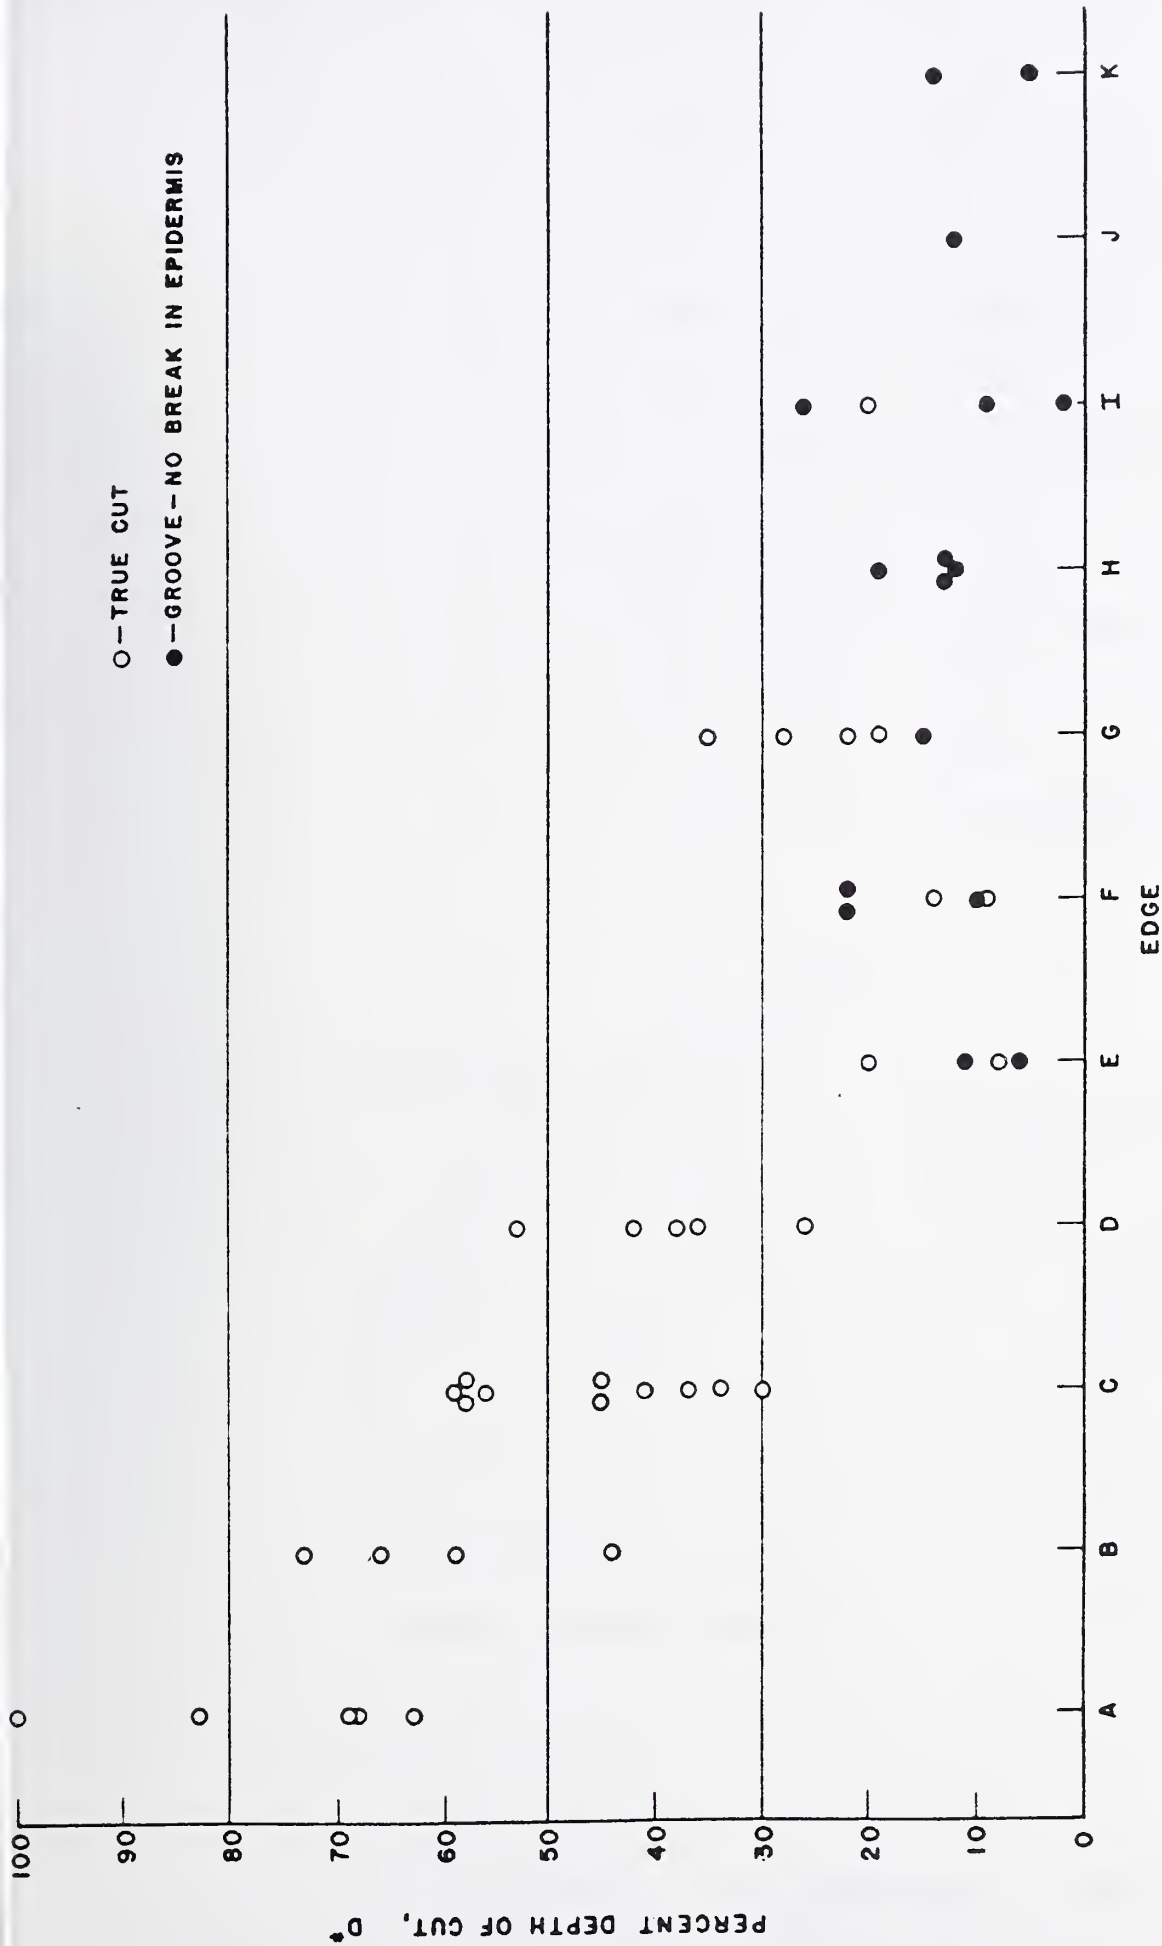 O—TRUE CUT
●—GROOVE—NO BREAK IN EPIDERMIS
PERCENT DEPTH OF CUT, D*
100
90
80
70
60
50
40
30
20
10
0
A B C D E F G H I J K
EDGE